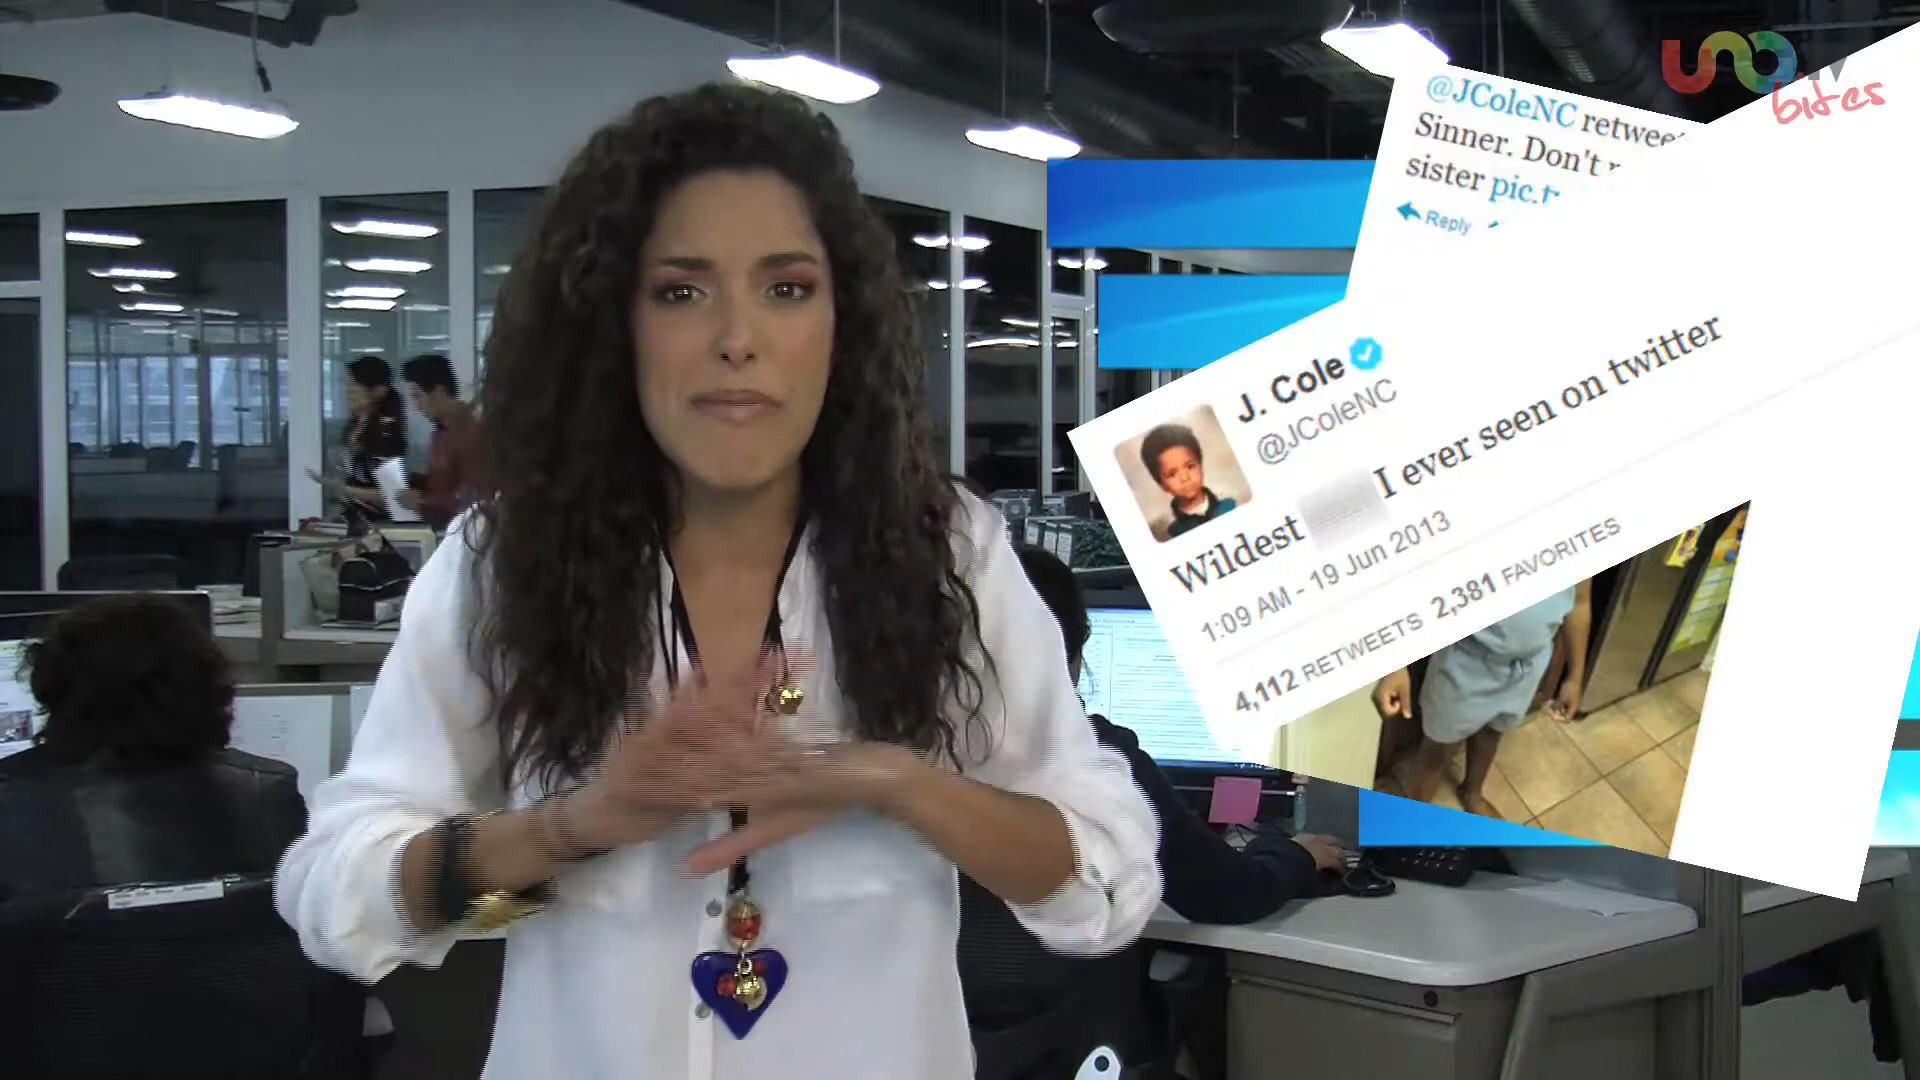 UNO TV
bites
@JColeNC retweet
Sinner. Don't
sister pic.t
Reply
J. Cole
@JColeNC
Wildest I ever seen on twitter
1:09 AM - 19 Jun 2013
4,112 RETWEETS 2,381 FAVORITES